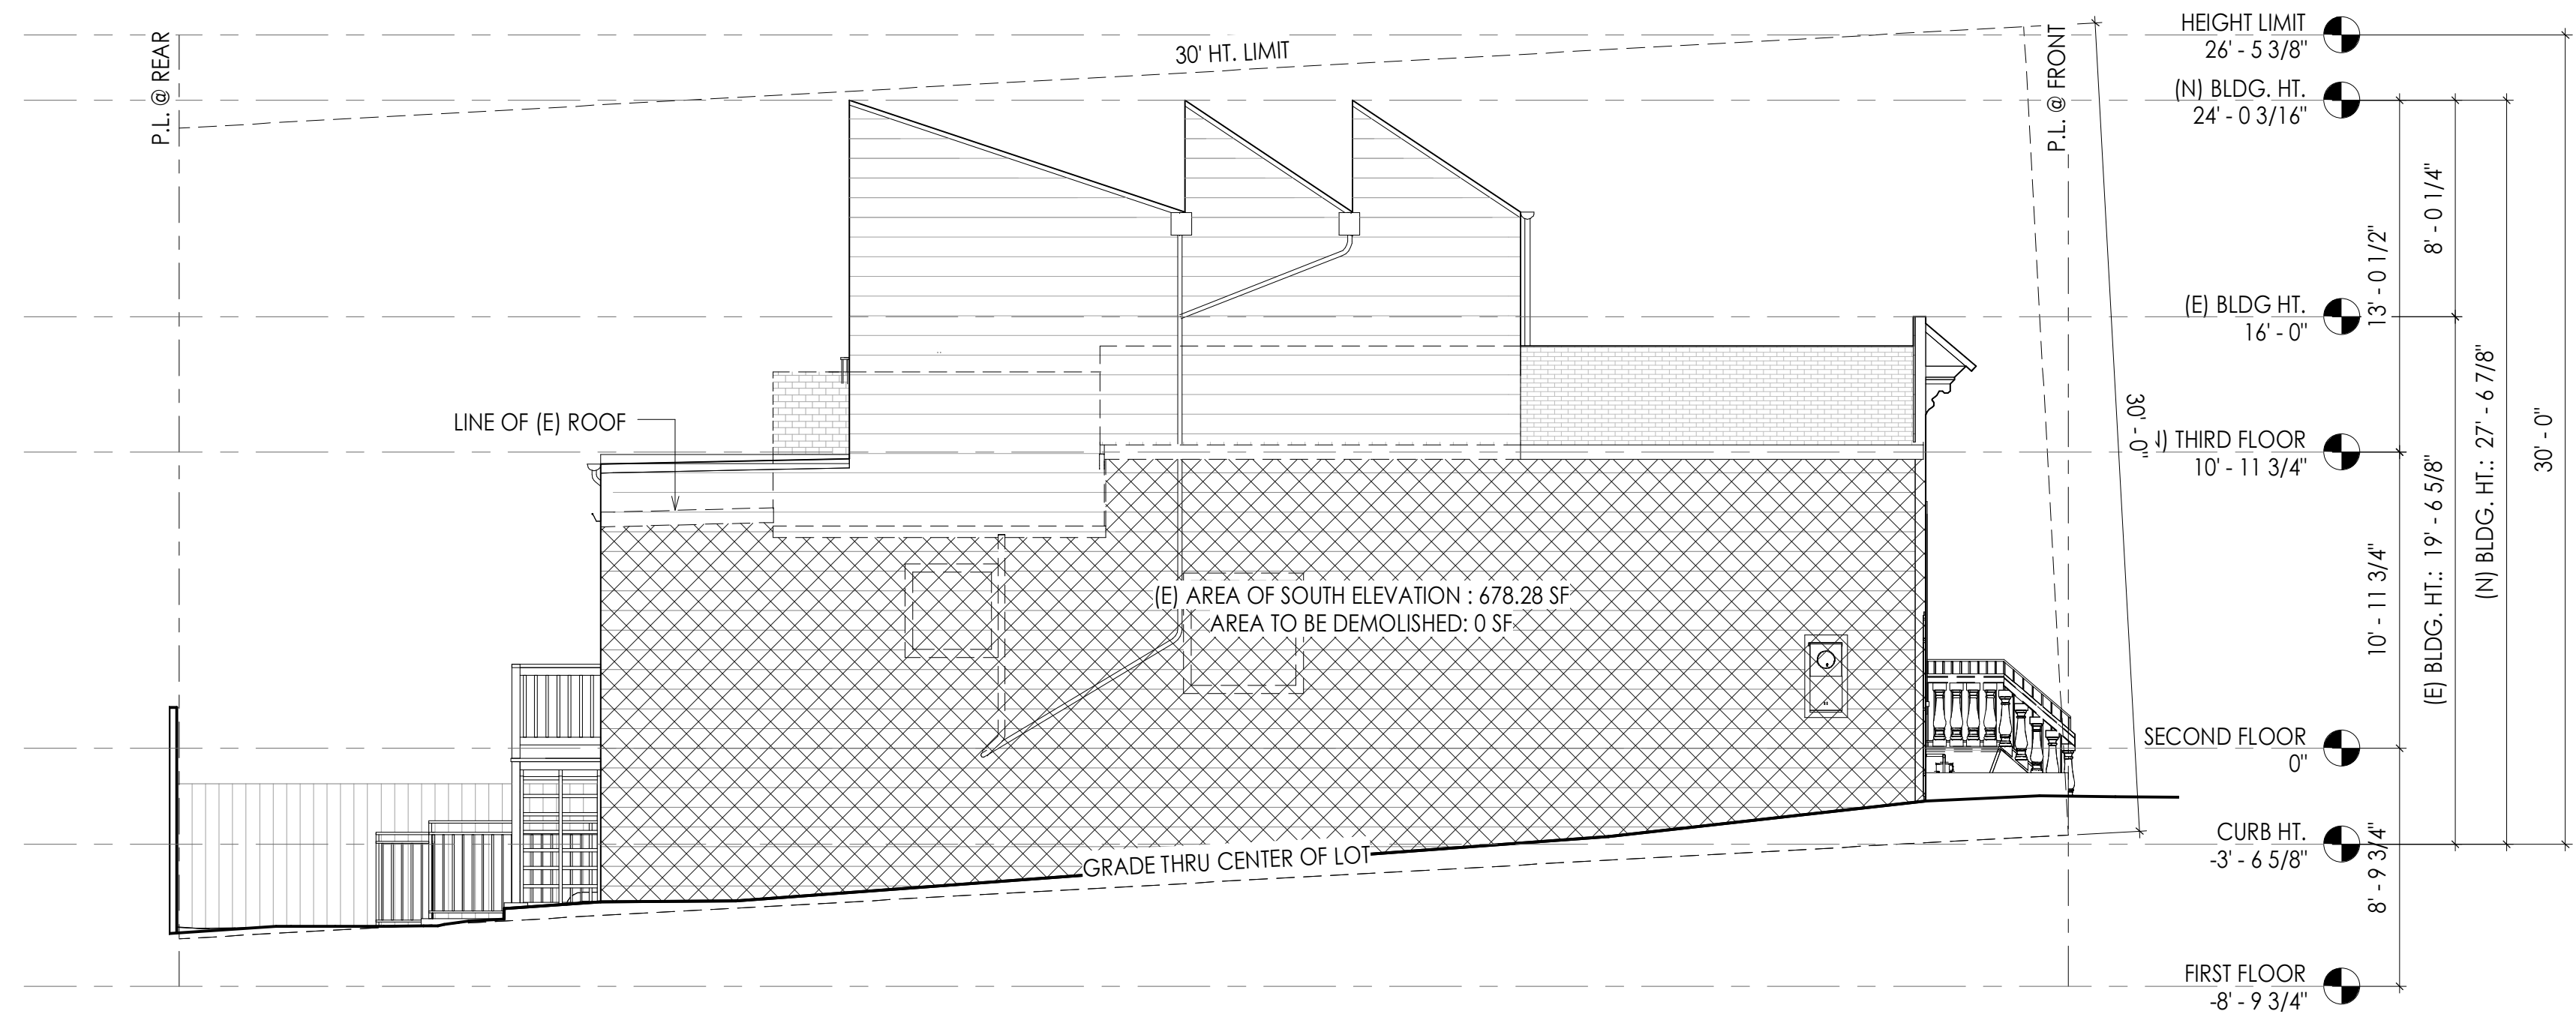 P.L. @ REAR
30' HT. LIMIT
P.L. @ FRONT
HEIGHT LIMIT
26' - 5 3/8"
(N) BLDG. HT.
24' - 0 3/16"
(E) BLDG HT.
16' - 0"
LINE OF (E) ROOF
) THIRD FLOOR
10' - 11 3/4"
(E) AREA OF SOUTH ELEVATION : 678.28 SF
AREA TO BE DEMOLISHED: 0 SF
SECOND FLOOR
0"
GRADE THRU CENTER OF LOT
CURB HT.
-3' - 6 5/8"
FIRST FLOOR
-8' - 9 3/4"
30' - 0"
13' - 0 1/2"
10' - 11 3/4"
8' - 9 3/4"
8' - 0 1/4"
(E) BLDG. HT.: 19' - 6 5/8"
(N) BLDG. HT.: 27' - 6 7/8"
30' - 0"